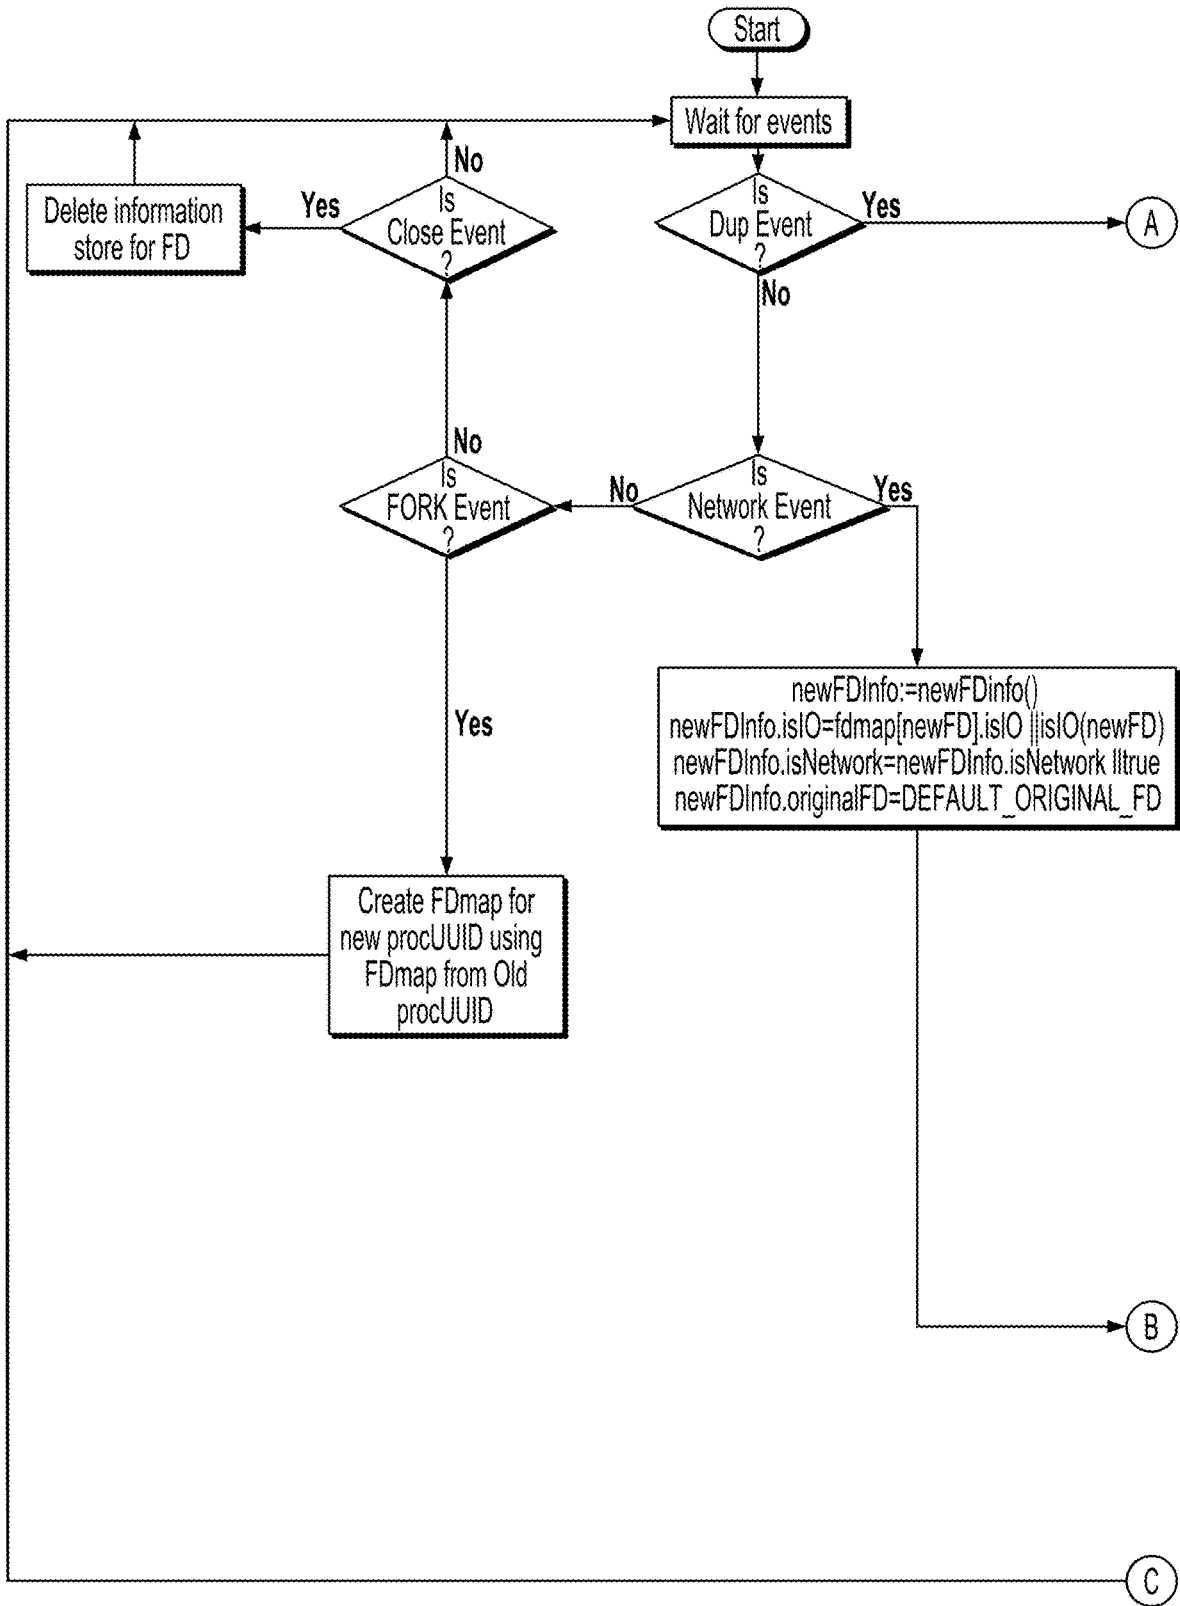 Start
Wait for events
No
Yes
Is
Close Event
?
Delete information
store for FD
Is
Dup Event
?
Yes
A
No
No
Is
FORK Event
?
No
Is
Network Event
?
Yes
newFDInfo:=newFDinfo()
newFDInfo.isIO=fdmap[newFD].isIO ||isIO(newFD)
newFDInfo.isNetwork=newFDInfo.isNetwork lltrue
newFDInfo.originalFD=DEFAULT_ORIGINAL_FD
Yes
Create FDmap for
new procUUID using
FDmap from Old
procUUID
B
C